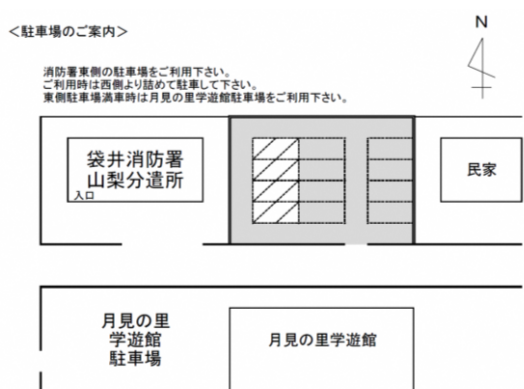 ＜駐車場のご案内＞
N
消防署東側の駐車場をご利用下さい。
ご利用時は西側より詰めて駐車して下さい。
東側駐車場満車時は月見の里学遊館駐車場をご利用下さい。
袋井消防署
山梨分遣所
入口
民家
月見の里
学遊館
駐車場
月見の里学遊館